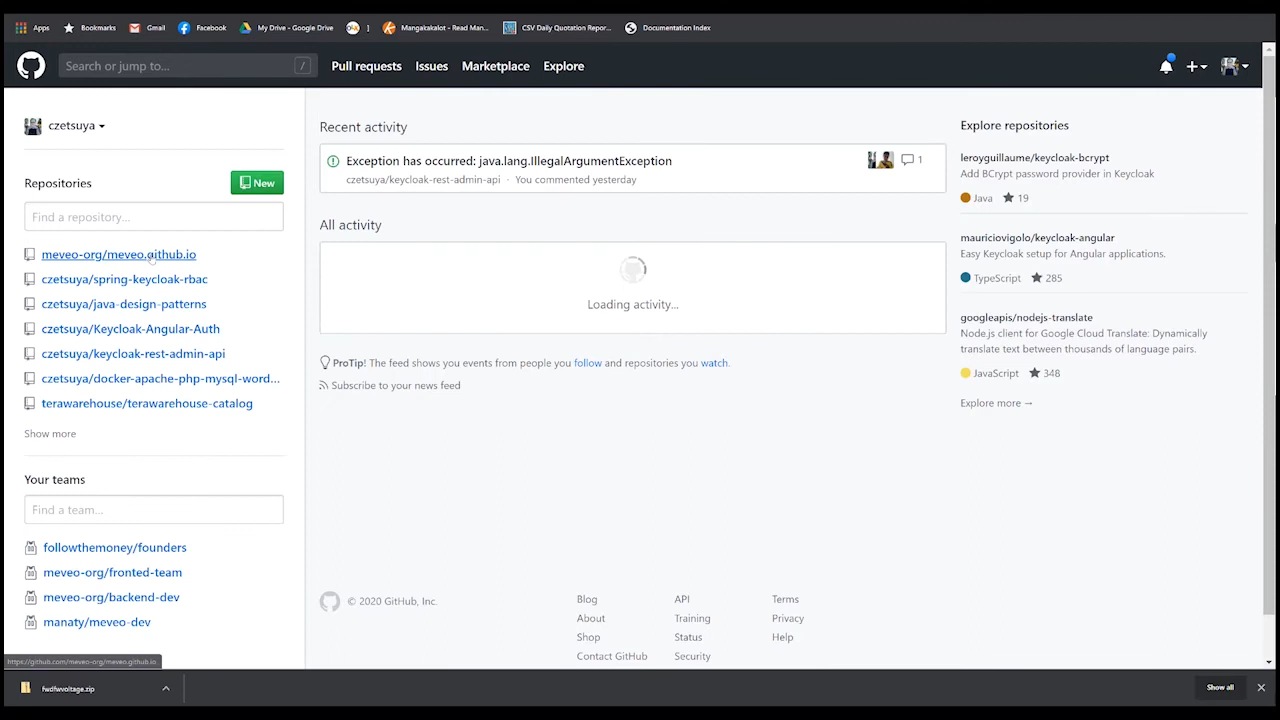 Apps Bookmarks Gmail Facebook My Drive - Google Drive 1 Mangakakalot - Read Man... CSV Daily Quotation Repor... Documentation Index
Search or jump to... / Pull requests Issues Marketplace Explore
czetsuya
Repositories New
Find a repository...
meveo-org/meveo.github.io
czetsuya/spring-keycloak-rbac
czetsuya/java-design-patterns
czetsuya/Keycloak-Angular-Auth
czetsuya/keycloak-rest-admin-api
czetsuya/docker-apache-php-mysql-word...
terawarehouse/terawarehouse-catalog
Show more
Your teams
Find a team...
followthemoney/founders
meveo-org/fronted-team
meveo-org/backend-dev
manaty/meveo-dev
Recent activity
Exception has occurred: java.lang.IllegalArgumentException 1
czetsuya/keycloak-rest-admin-api · You commented yesterday
All activity
Loading activity...
ProTip! The feed shows you events from people you follow and repositories you watch.
Subscribe to your news feed
Explore repositories
leroyguillaume/keycloak-bcrypt
Add BCrypt password provider in Keycloak
Java 19
mauriciovigolo/keycloak-angular
Easy Keycloak setup for Angular applications.
TypeScript 285
googleapis/nodejs-translate
Node.js client for Google Cloud Translate: Dynamically
translate text between thousands of language pairs.
JavaScript 348
Explore more →
© 2020 GitHub, Inc.
Blog API Terms
About Training Privacy
Shop Status Help
Contact GitHub Security
https://github.com/meveo-org/meveo.github.io
fwdfwvoltage.zip Show all